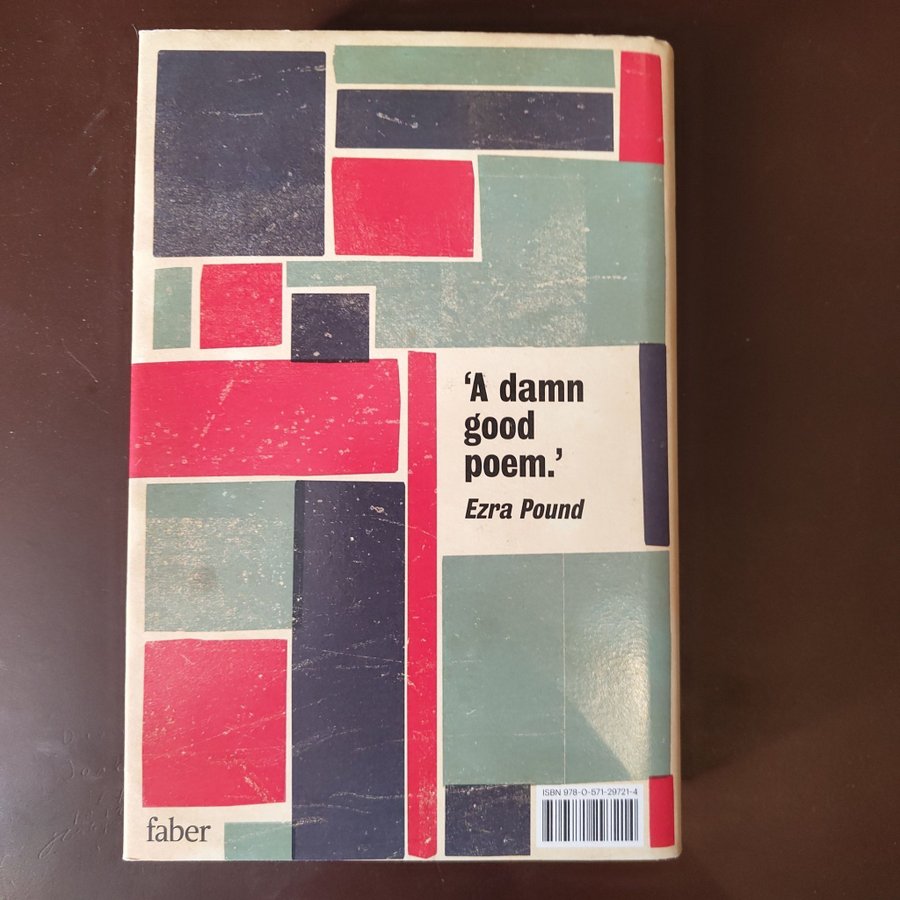 ‘A damn
good
poem.’
Ezra Pound
ISBN 978-0-571-29721-4
faber